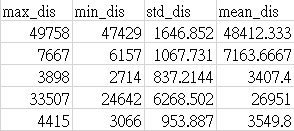 max_dis min_dis std_dis mean_dis
49758 47429 1646.852 48412.333
7667 6157 1067.731 7163.6667
3898 2714 837.2144 3407.4
33507 24642 6268.502 26951
4415 3066 953.887 3549.8